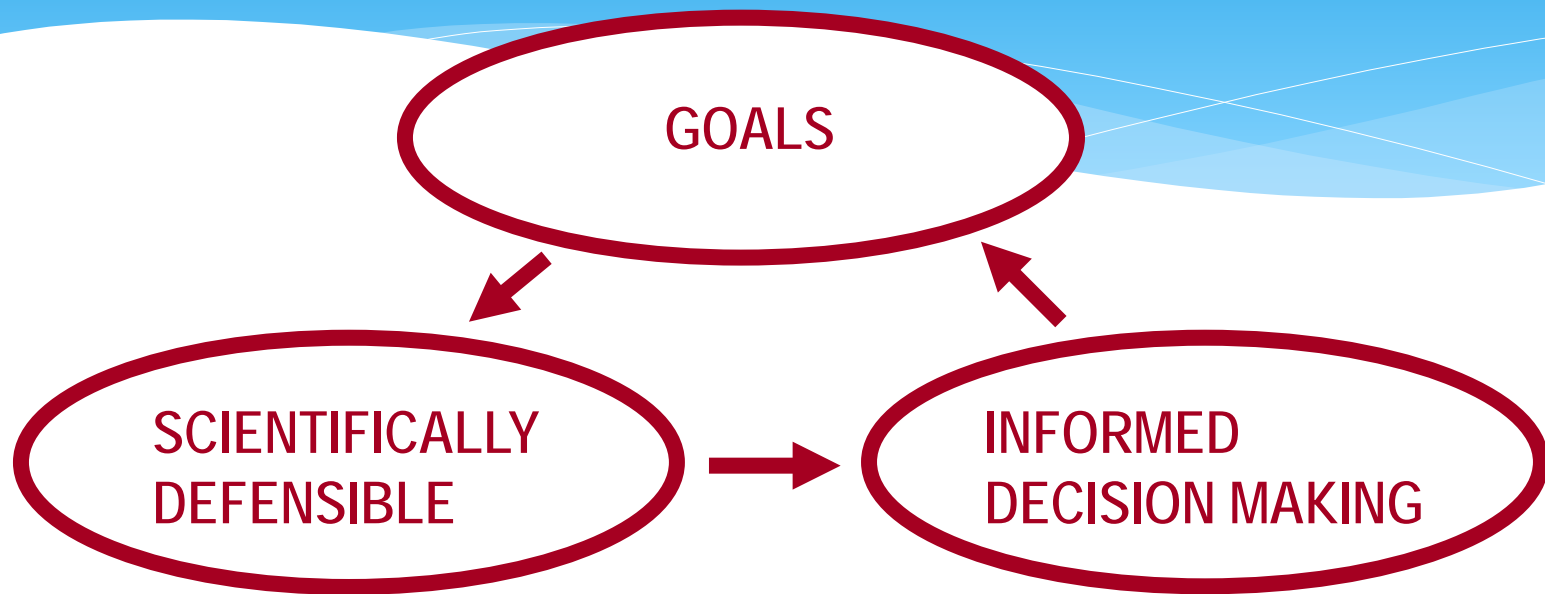 GOALS
SCIENTIFICALLY
DEFENSIBLE
INFORMED
DECISION MAKING